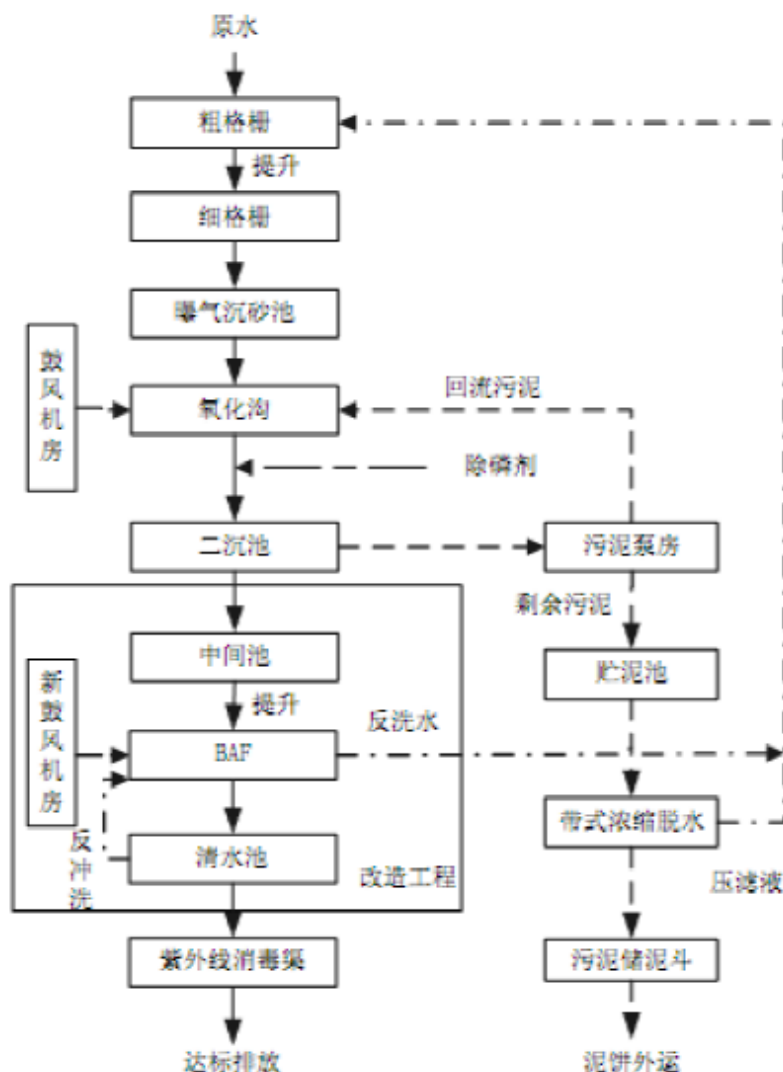 原水
粗格栅
提升
细格栅
曝气沉砂池
鼓风机房
氧化沟
回流污泥
除磷剂
二沉池
污泥泵房
剩余污泥
中间池
贮泥池
新鼓风机房
提升
反洗水
BAF
反冲洗
清水池
带式浓缩脱水
改造工程
压滤液
紫外线消毒渠
污泥储泥斗
达标排放
泥饼外运